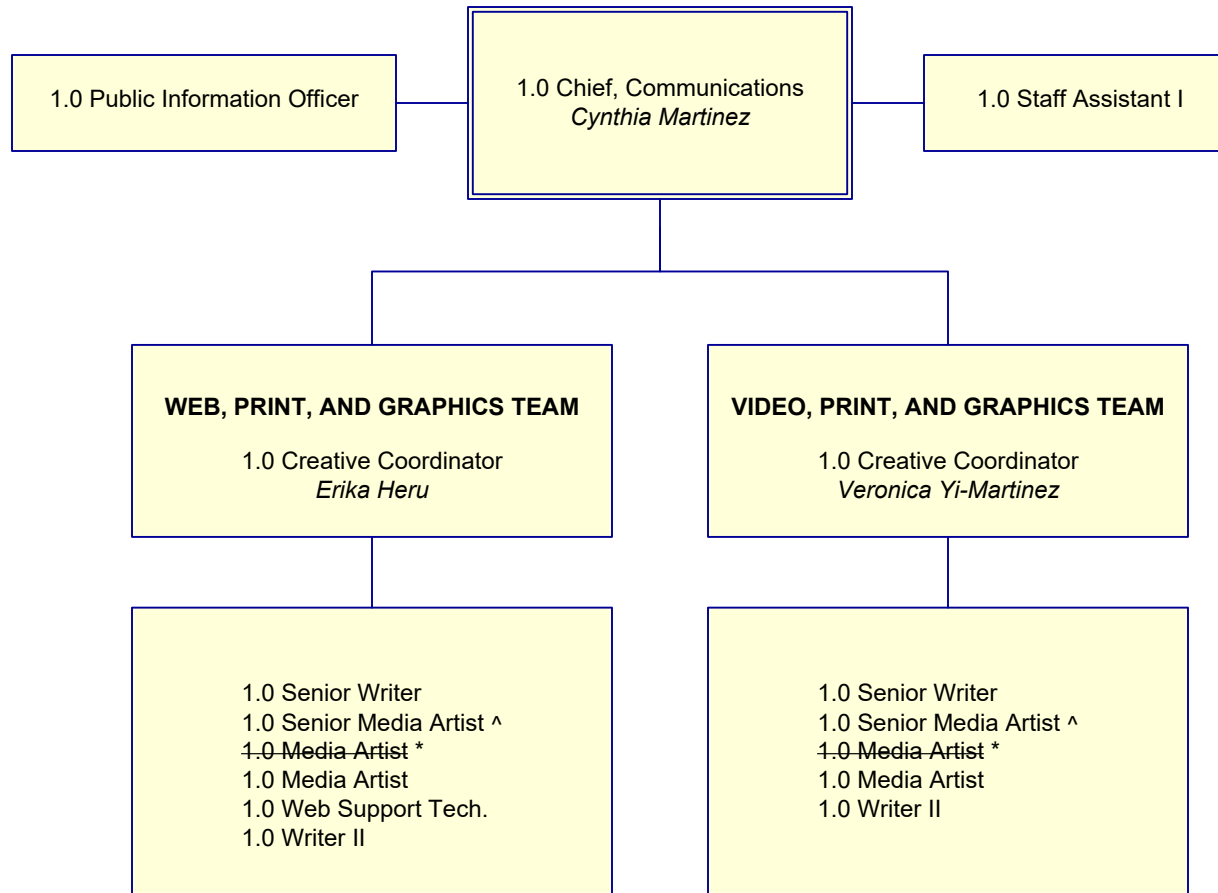 1.0 Public Information Officer
1.0 Chief, Communications
Cynthia Martinez
1.0 Staff Assistant I
WEB, PRINT, AND GRAPHICS TEAM
1.0 Creative Coordinator
Erika Heru
VIDEO, PRINT, AND GRAPHICS TEAM
1.0 Creative Coordinator
Veronica Yi-Martinez
1.0 Senior Writer
1.0 Senior Media Artist ^
1.0 Media Artist *
1.0 Media Artist
1.0 Web Support Tech.
1.0 Writer II
1.0 Senior Writer
1.0 Senior Media Artist ^
1.0 Media Artist *
1.0 Media Artist
1.0 Writer II